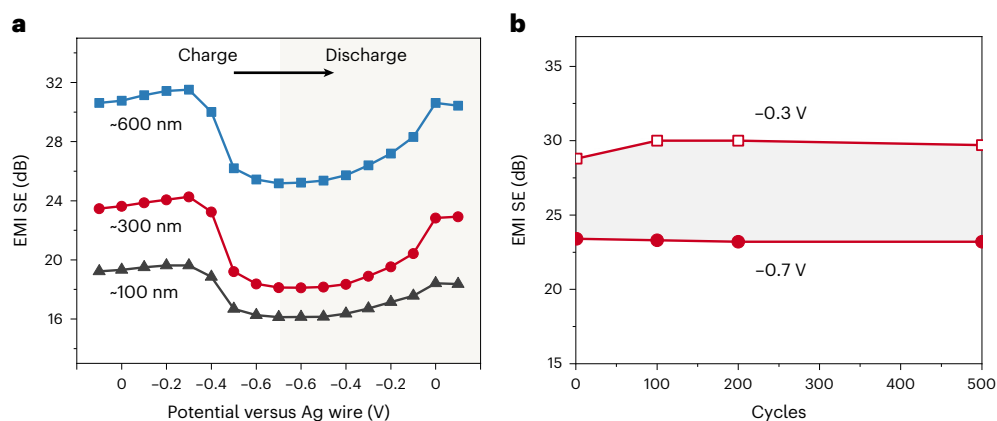 a
Charge
Discharge
32
28
24
20
16
EMI SE (dB)
~600 nm
~300 nm
~100 nm
0 –0.2 –0.4 –0.6 –0.6 –0.4 –0.2 0
Potential versus Ag wire (V)
b
35
30
25
20
15
EMI SE (dB)
–0.3 V
–0.7 V
0 100 200 300 400 500
Cycles